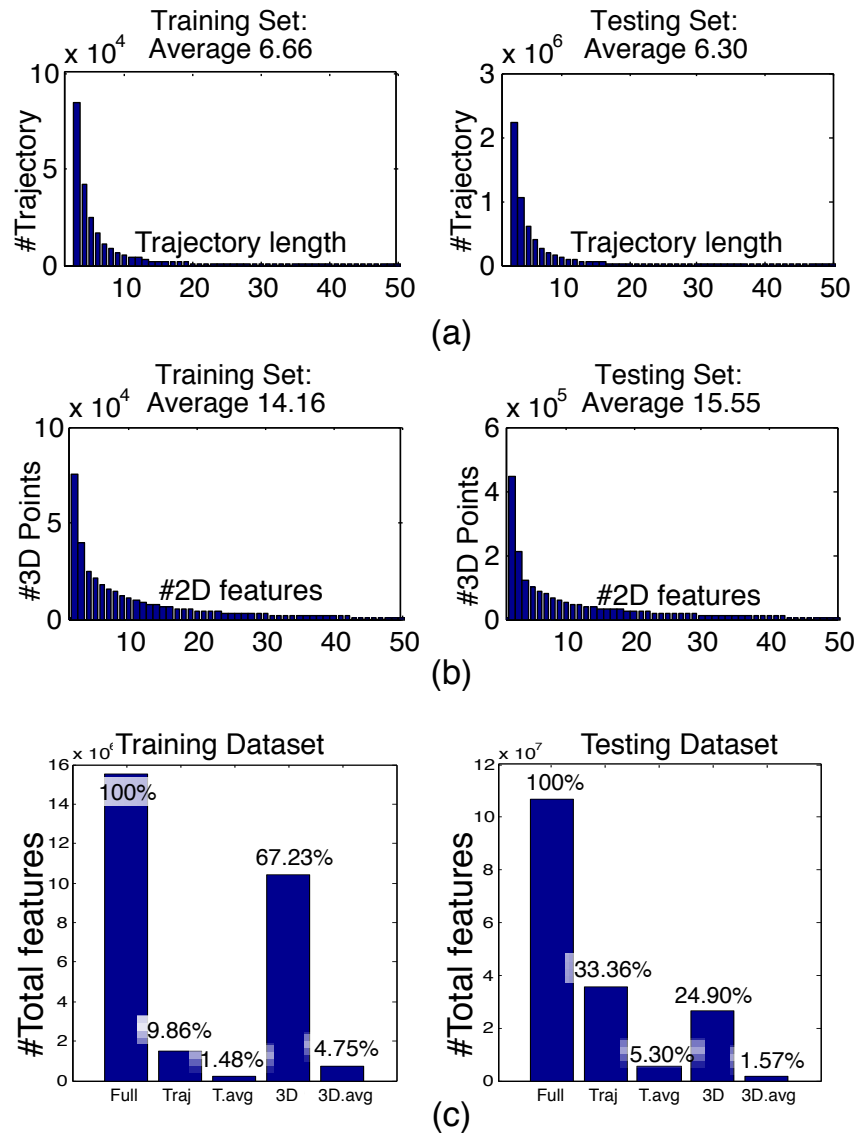 Training Set:
Average 6.66
x 10^4
10
5
0
#Trajectory
Trajectory length
10 20 30 40 50
Testing Set:
Average 6.30
x 10^6
3
2
1
0
#Trajectory
Trajectory length
10 20 30 40 50
(a)
Training Set:
Average 14.16
x 10^4
10
5
0
#3D Points
#2D features
10 20 30 40 50
Testing Set:
Average 15.55
x 10^5
6
4
2
0
#3D Points
#2D features
10 20 30 40 50
(b)
Training Dataset
x 10^6
16
14
12
10
8
6
4
2
0
#Total features
100%
9.86%
1.48%
67.23%
4.75%
Full Traj T.avg 3D 3D.avg
Testing Dataset
x 10^7
12
10
8
6
4
2
0
#Total features
100%
33.36%
5.30%
24.90%
1.57%
Full Traj T.avg 3D 3D.avg
(c)